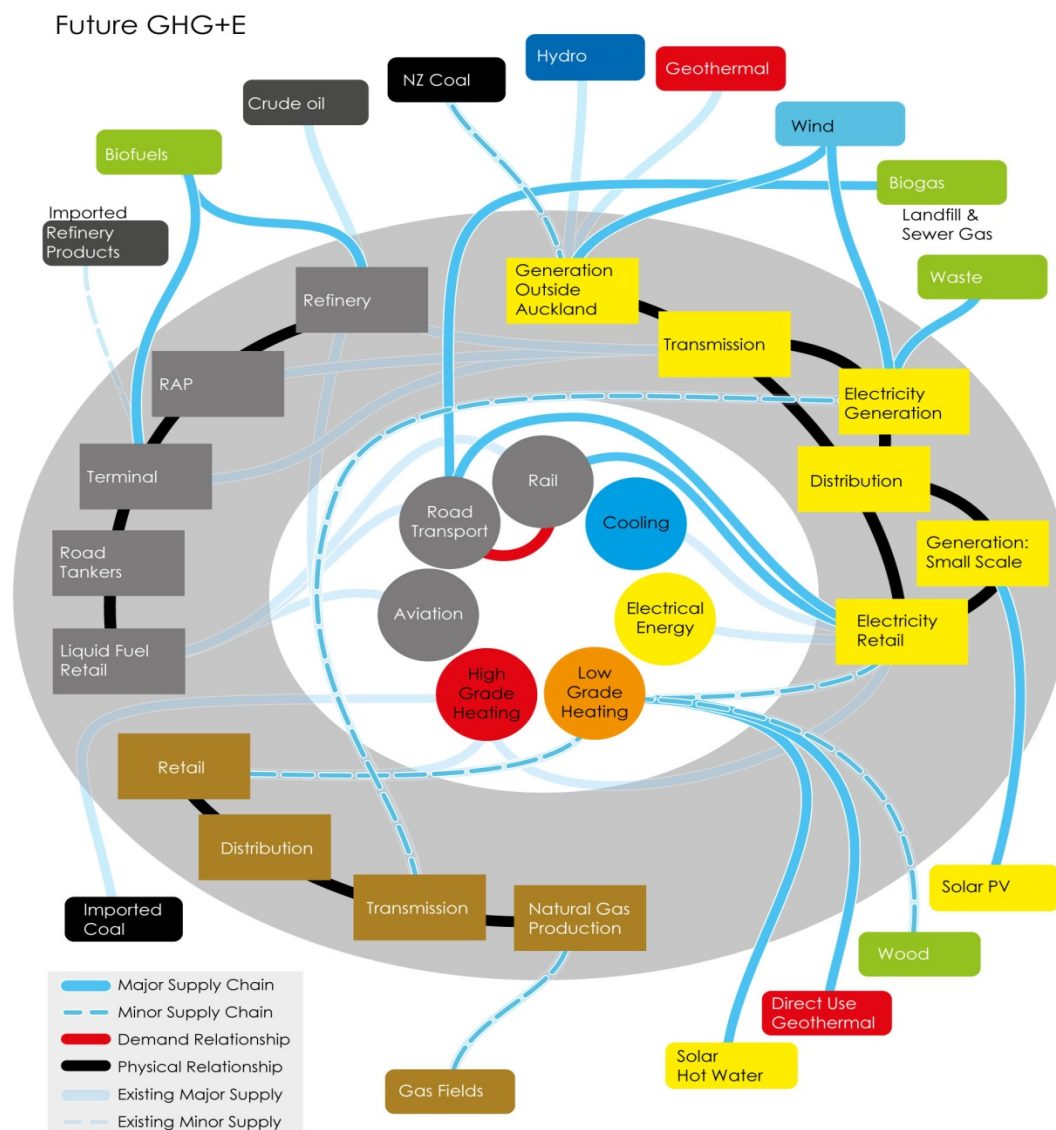 Future GHG+E
NZ Coal
Hydro
Geothermal
Crude oil
Wind
Biofuels
Biogas
Landfill &
Sewer Gas
Imported
Refinery
Products
Waste
Refinery
Generation
Outside
Auckland
Transmission
RAP
Electricity
Generation
Terminal
Distribution
Rail
Road
Transport
Cooling
Road
Tankers
Generation:
Small Scale
Aviation
Electrical
Energy
Electricity
Retail
Liquid Fuel
Retail
High
Grade
Heating
Low
Grade
Heating
Retail
Distribution
Transmission
Natural Gas
Production
Imported
Coal
Solar PV
Wood
Direct Use
Geothermal
Solar
Hot Water
Gas Fields
Major Supply Chain
Minor Supply Chain
Demand Relationship
Physical Relationship
Existing Major Supply
Existing Minor Supply